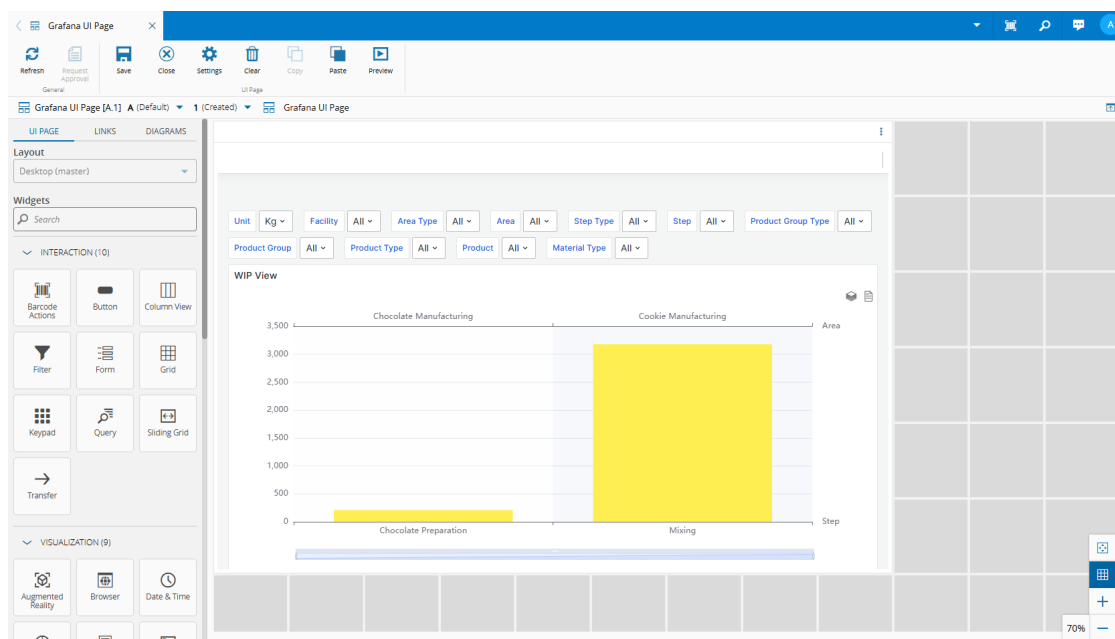 Grafana UI Page
A
Refresh
Request Approval
Save
Close
Settings
Clear
Copy
Paste
Preview
General
UI Page
Grafana UI Page [A.1] A (Default) 1 (Created) Grafana UI Page
UI PAGE LINKS DIAGRAMS
Layout
Desktop (master)
Widgets
Search
INTERACTION (10)
Barcode Actions
Button
Column View
Filter
Form
Grid
Keypad
Query
Sliding Grid
Transfer
VISUALIZATION (9)
Augmented Reality
Browser
Date & Time
Unit Kg Facility All Area Type All Area All Step Type All Step All Product Group Type All
Product Group All Product Type All Product All Material Type All
WIP View
Chocolate Manufacturing Cookie Manufacturing
3,500 Area
3,000
2,500
2,000
1,500
1,000
500
0 Step
Chocolate Preparation Mixing
70%